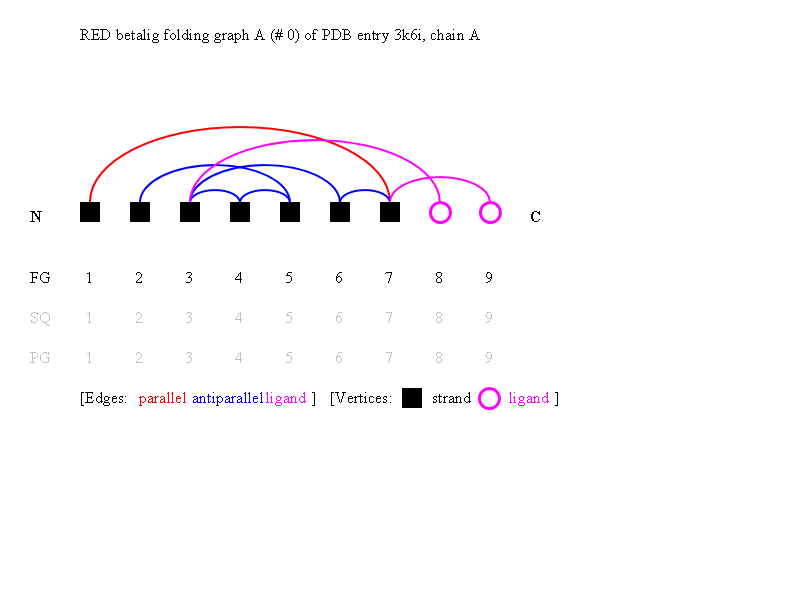 RED betalig folding graph A (# 0) of PDB entry 3k6i, chain A
N C
FG 1 2 3 4 5 6 7 8 9
SQ 1 2 3 4 5 6 7 8 9
PG 1 2 3 4 5 6 7 8 9
[Edges: parallel antiparallel ligand ] [Vertices: strand ligand ]